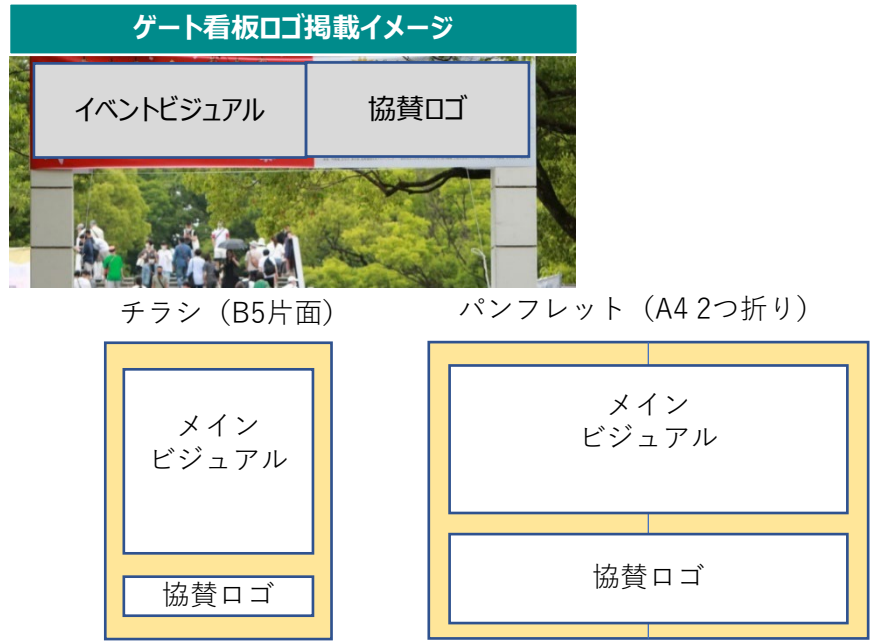 ゲート看板ロゴ掲載イメージ
イベントビジュアル
協賛ロゴ
チラシ（B5片面）
パンフレット（A4 2つ折り）
メイン
ビジュアル
協賛ロゴ
メイン
ビジュアル
協賛ロゴ